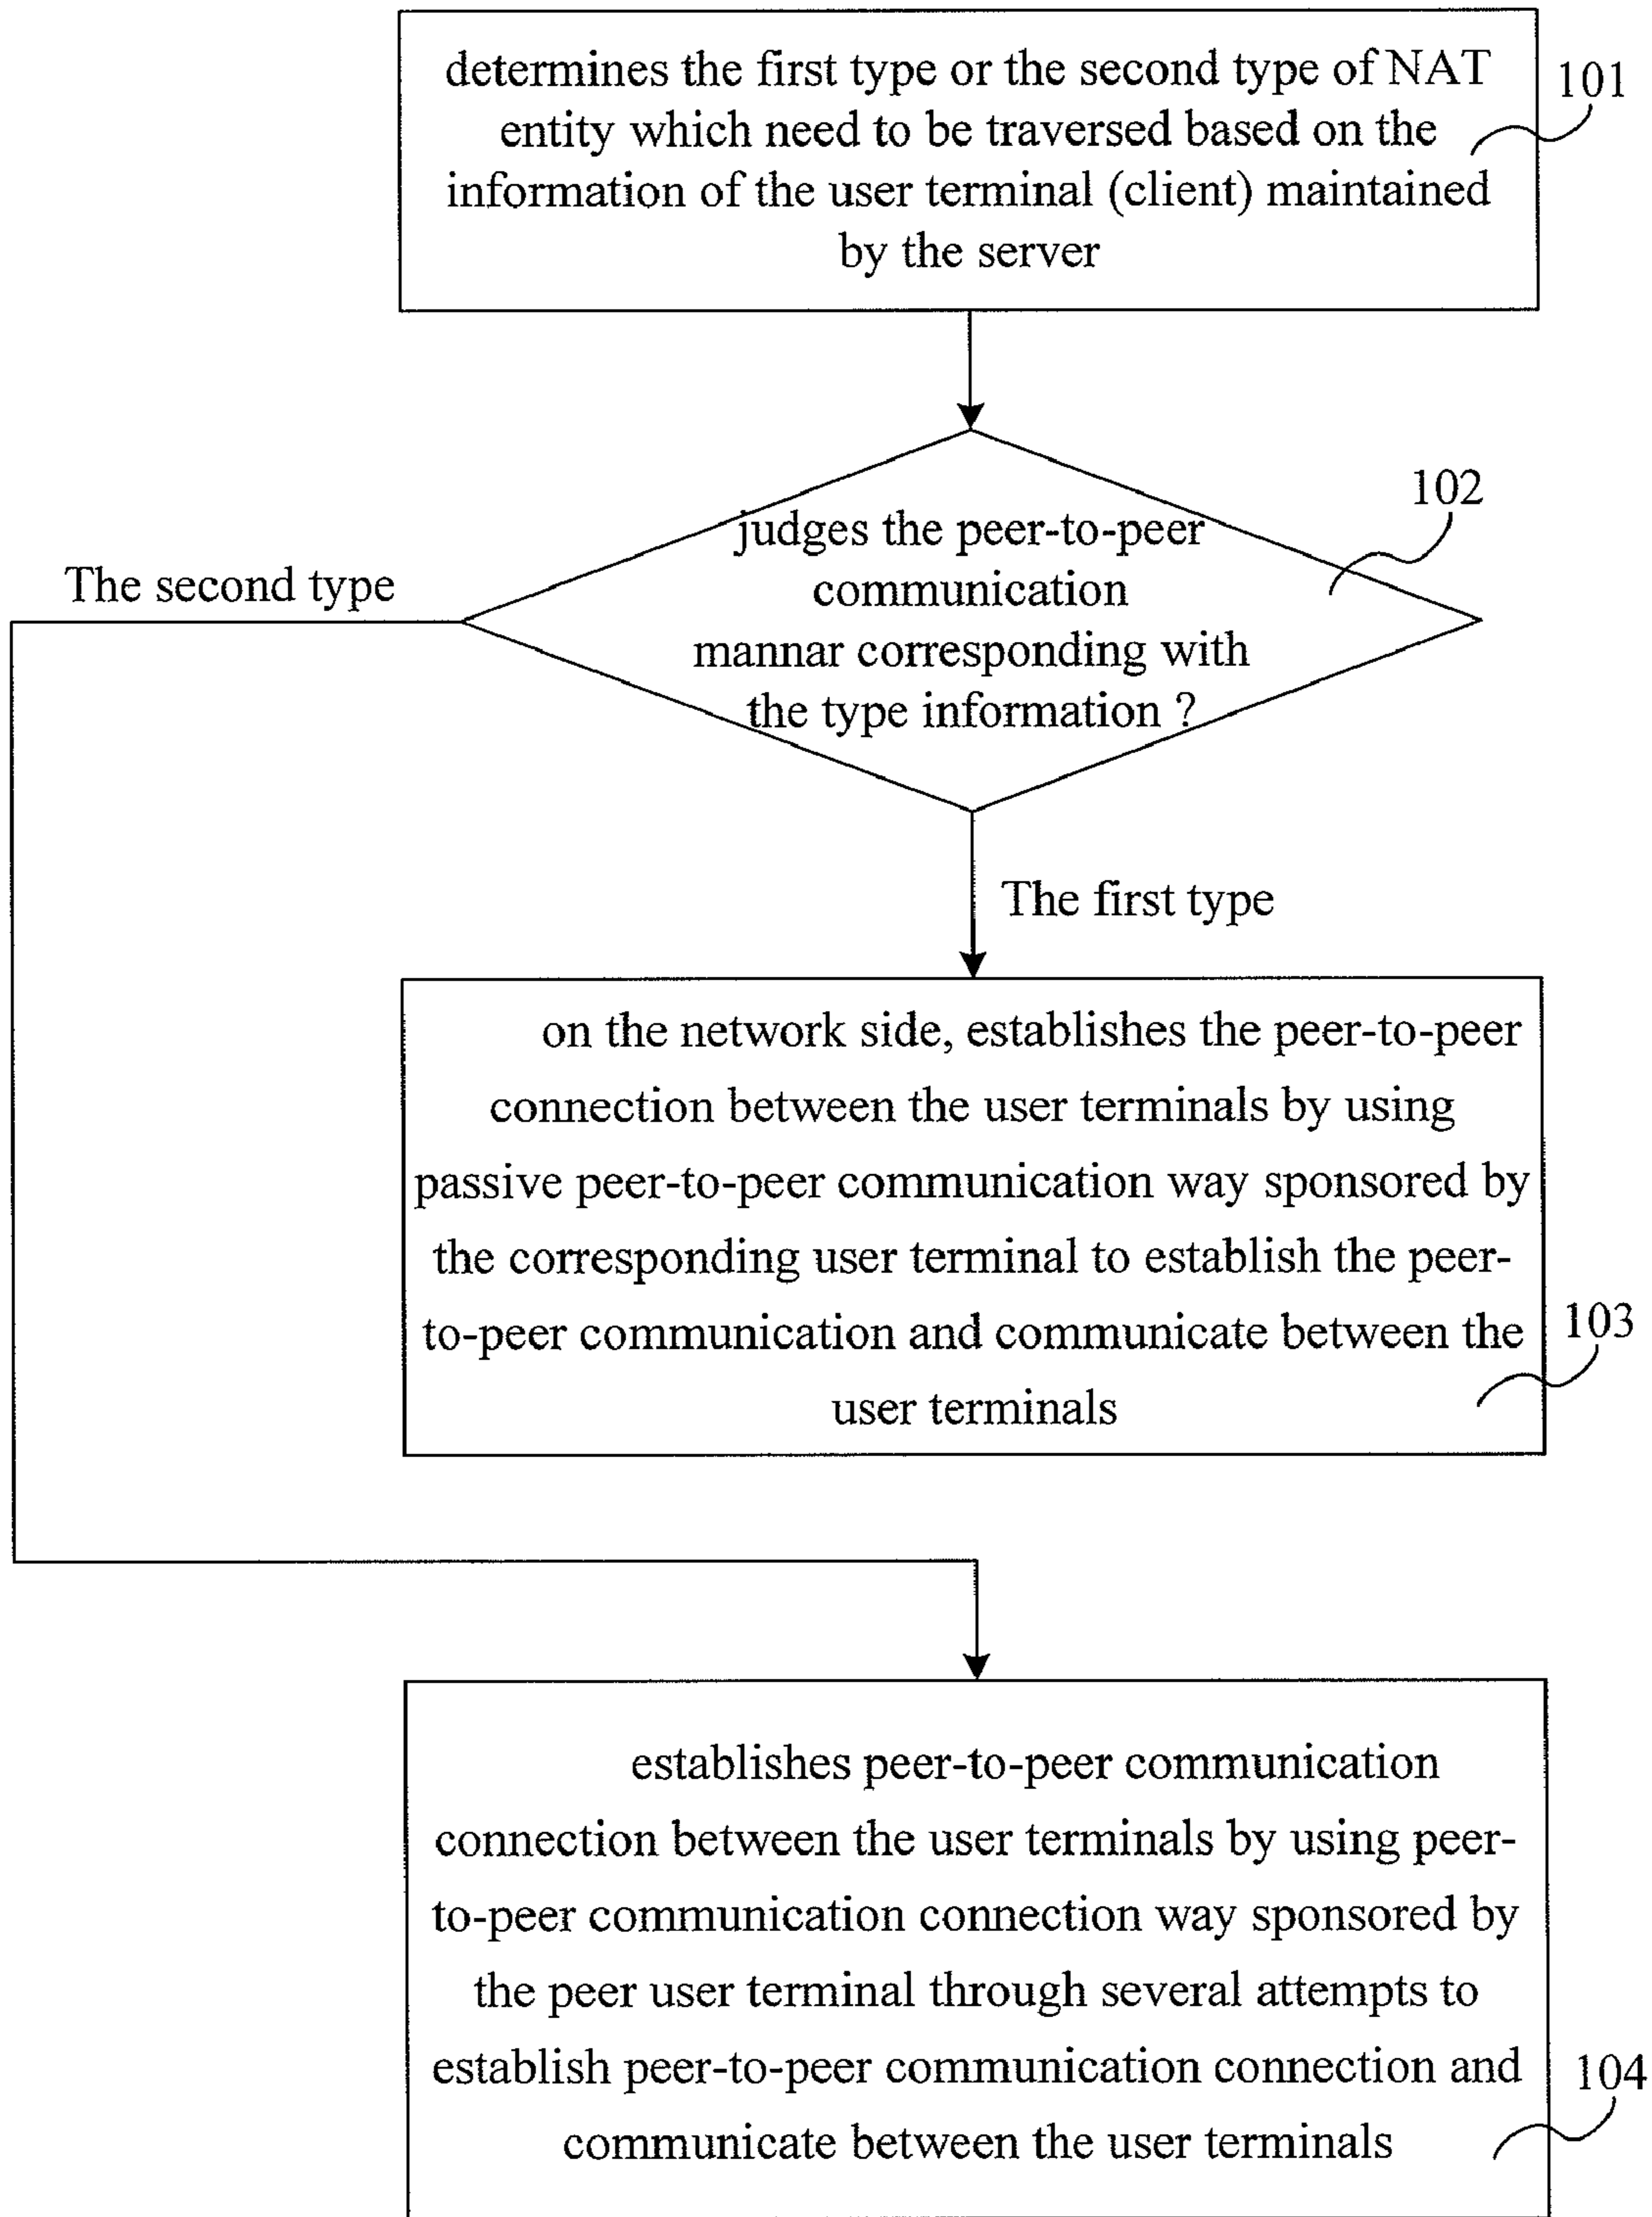 determines the first type or the second type of NAT
entity which need to be traversed based on the
information of the user terminal (client) maintained
by the server
101
102
judges the peer-to-peer
communication
mannar corresponding with
the type information ?
The second type
The first type
on the network side, establishes the peer-to-peer
connection between the user terminals by using
passive peer-to-peer communication way sponsored by
the corresponding user terminal to establish the peer-
to-peer communication and communicate between the
user terminals
103
establishes peer-to-peer communication
connection between the user terminals by using peer-
to-peer communication connection way sponsored by
the peer user terminal through several attempts to
establish peer-to-peer communication connection and
communicate between the user terminals
104